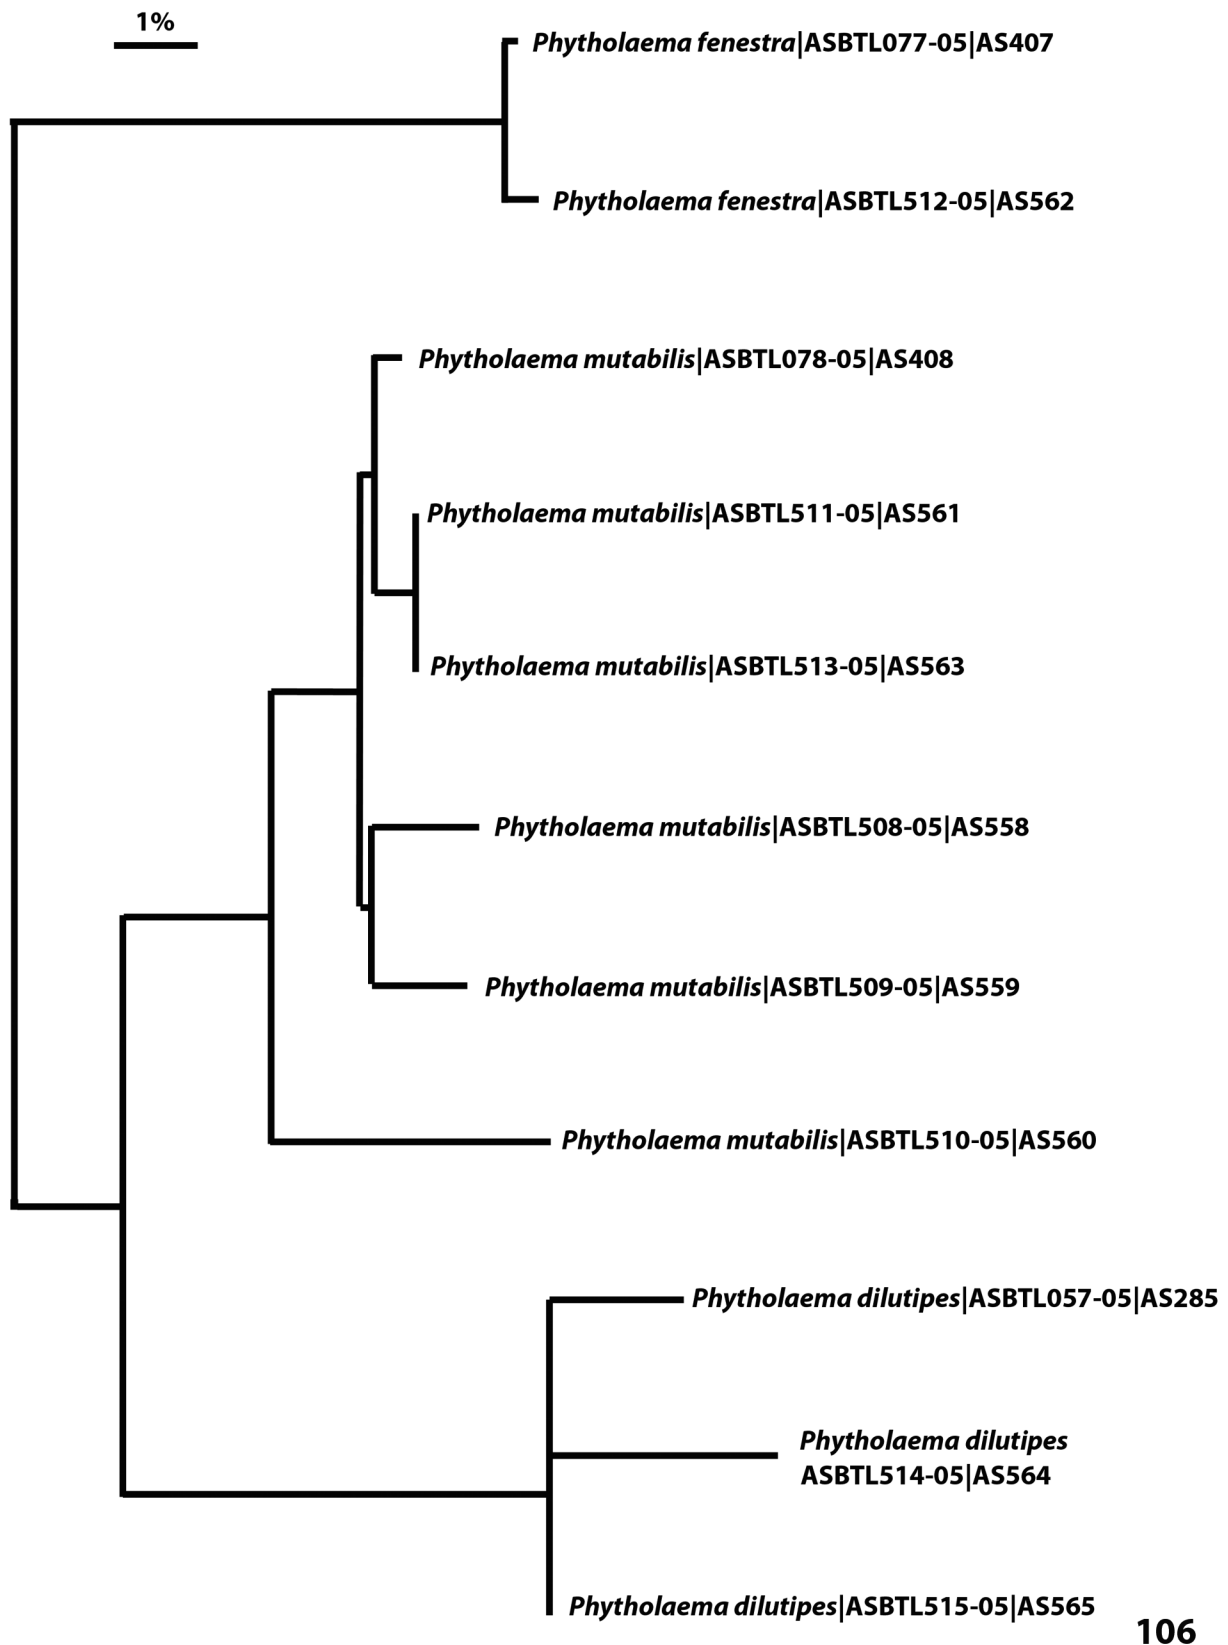 1%
Phytholaema fenestra|ASBTL077-05|AS407
Phytholaema fenestra|ASBTL512-05|AS562
Phytholaema mutabilis|ASBTL078-05|AS408
Phytholaema mutabilis|ASBTL511-05|AS561
Phytholaema mutabilis|ASBTL513-05|AS563
Phytholaema mutabilis|ASBTL508-05|AS558
Phytholaema mutabilis|ASBTL509-05|AS559
Phytholaema mutabilis|ASBTL510-05|AS560
Phytholaema dilutipes|ASBTL057-05|AS285
Phytholaema dilutipes
ASBTL514-05|AS564
Phytholaema dilutipes|ASBTL515-05|AS565
106